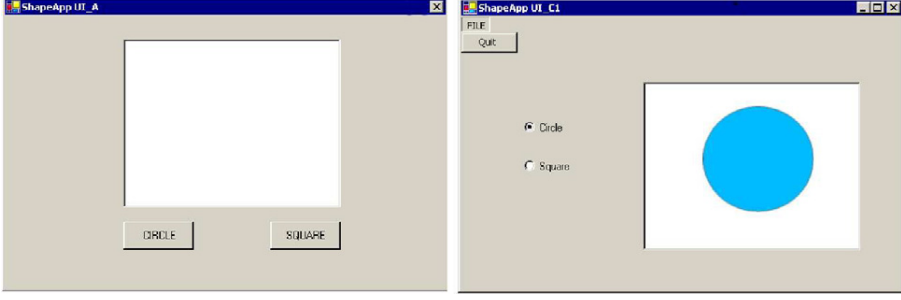 ShapeApp UI_A
CIRCLE
SQUARE
ShapeApp UI_C1
FILE
Quit
Circle
Square